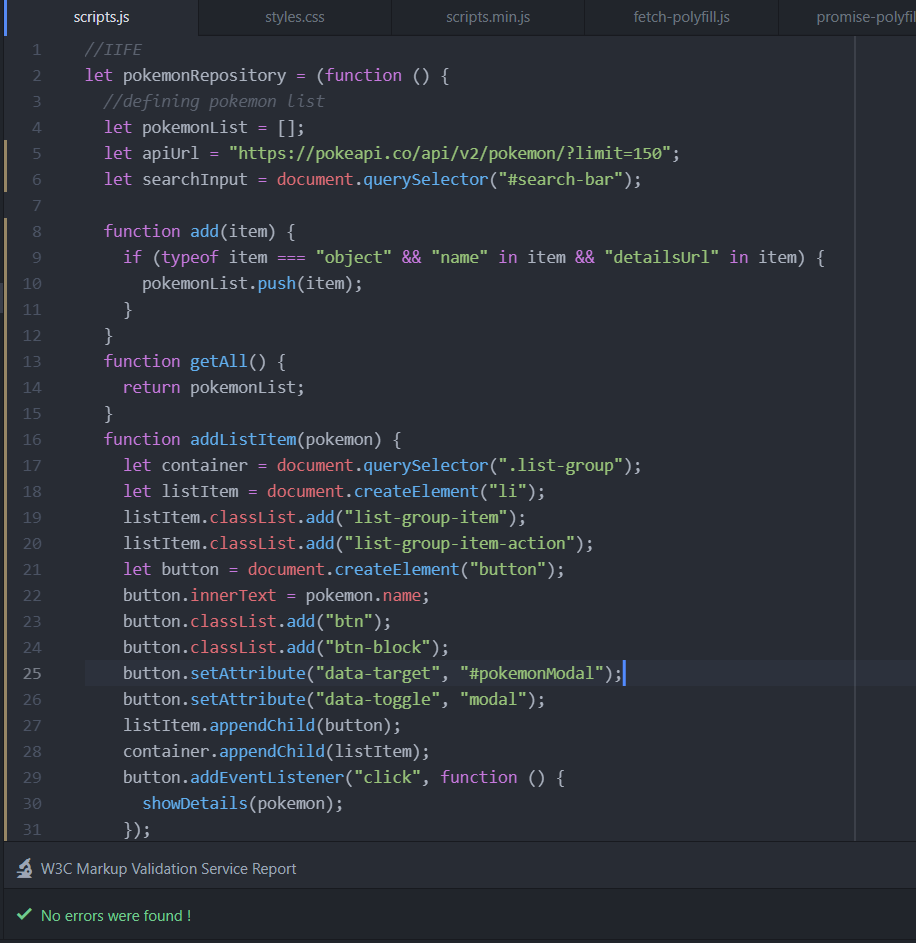 scripts.js styles.css scripts.min.js fetch-polyfill.js promise-polyfil
1 //IIFE
2 let pokemonRepository = (function () {
3   //defining pokemon list
4   let pokemonList = [];
5   let apiUrl = "https://pokeapi.co/api/v2/pokemon/?limit=150";
6   let searchInput = document.querySelector("#search-bar");
7
8   function add(item) {
9     if (typeof item === "object" && "name" in item && "detailsUrl" in item) {
10       pokemonList.push(item);
11     }
12   }
13   function getAll() {
14     return pokemonList;
15   }
16   function addListItem(pokemon) {
17     let container = document.querySelector(".list-group");
18     let listItem = document.createElement("li");
19     listItem.classList.add("list-group-item");
20     listItem.classList.add("list-group-item-action");
21     let button = document.createElement("button");
22     button.innerText = pokemon.name;
23     button.classList.add("btn");
24     button.classList.add("btn-block");
25     button.setAttribute("data-target", "#pokemonModal");
26     button.setAttribute("data-toggle", "modal");
27     listItem.appendChild(button);
28     container.appendChild(listItem);
29     button.addEventListener("click", function () {
30       showDetails(pokemon);
31     });
W3C Markup Validation Service Report
No errors were found !